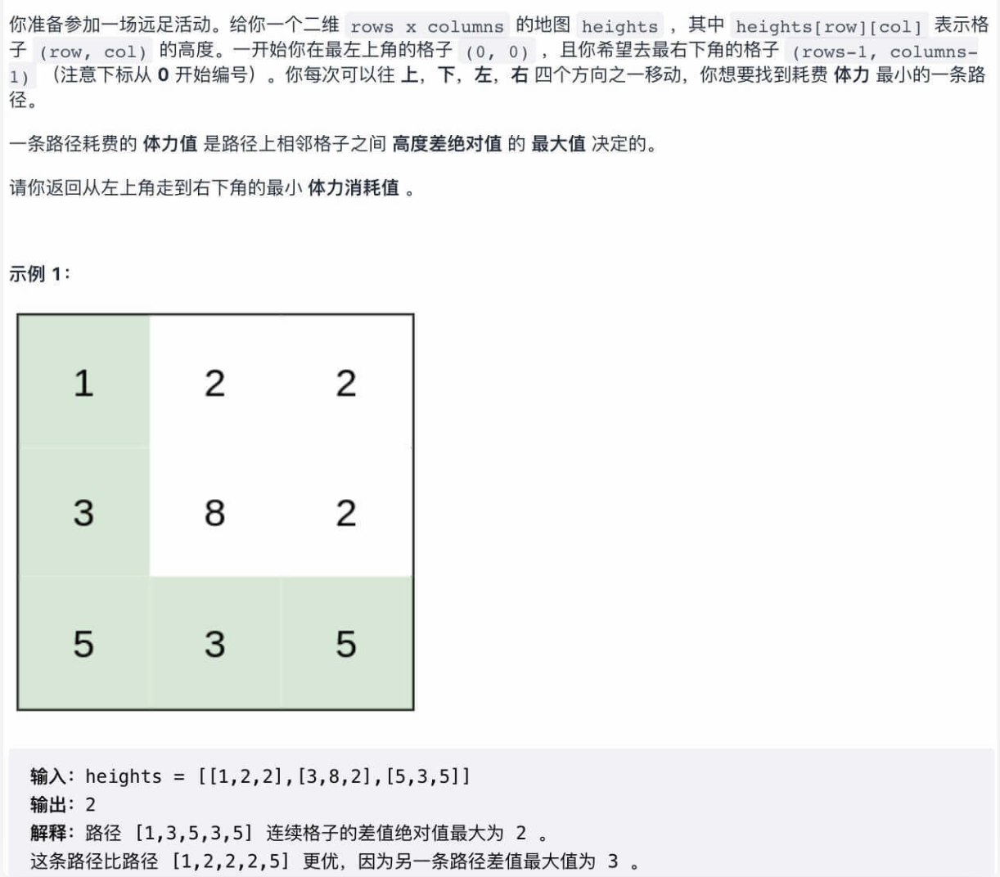 你准备参加一场远足活动。给你一个二维 rows x columns 的地图 heights ，其中 heights[row][col] 表示格
子 (row, col) 的高度。一开始你在最左上角的格子 (0, 0) ，且你希望去最右下角的格子 (rows-1, columns-
1) （注意下标从 0 开始编号）。你每次可以往 上，下，左，右 四个方向之一移动，你想要找到耗费 体力 最小的一条路
径。
一条路径耗费的 体力值 是路径上相邻格子之间 高度差绝对值 的 最大值 决定的。
请你返回从左上角走到右下角的最小 体力消耗值 。
示例 1：
1 2 2
3 8 2
5 3 5
输入：heights = [[1,2,2],[3,8,2],[5,3,5]]
输出：2
解释：路径 [1,3,5,3,5] 连续格子的差值绝对值最大为 2 。
这条路径比路径 [1,2,2,2,5] 更优，因为另一条路径差值最大值为 3 。